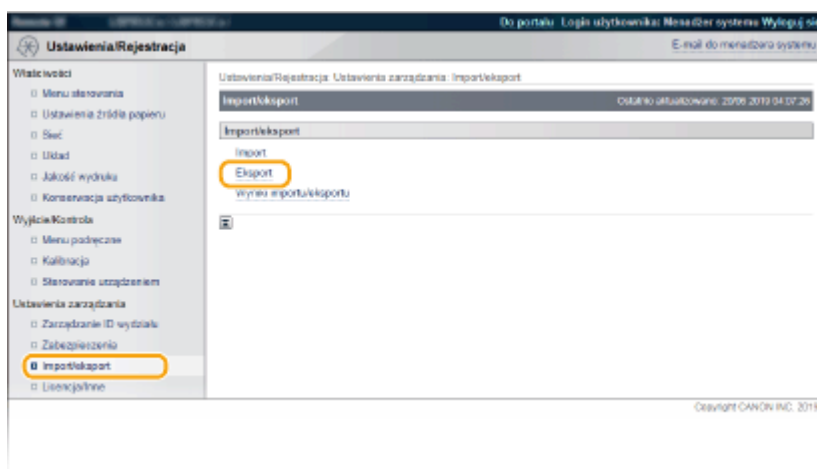 Do portalu Login użytkownika: Menadżer systemu Wyloguj się
Ustawienia/Rejestracja
E-mail do menadżera systemu
Właściwości
Menu sterowania
Ustawienia źródła papieru
Sieć
Układ
Jakość wydruku
Konserwacja użytkownika
Wyjście/Kontrola
Menu podręczne
Kalibracja
Sterowanie urządzeniem
Ustawienia zarządzania
Zarządzanie ID wydziału
Zabezpieczenia
Import/eksport
Licencja/Inne
Ustawienia/Rejestracja: Ustawienia zarządzania: Import/eksport
Import/eksport
Ostatnio aktualizowano: 20/06 2019 04:07:26
Import/eksport
Import
Eksport
Wyniki importu/eksportu
Copyright CANON INC. 2019